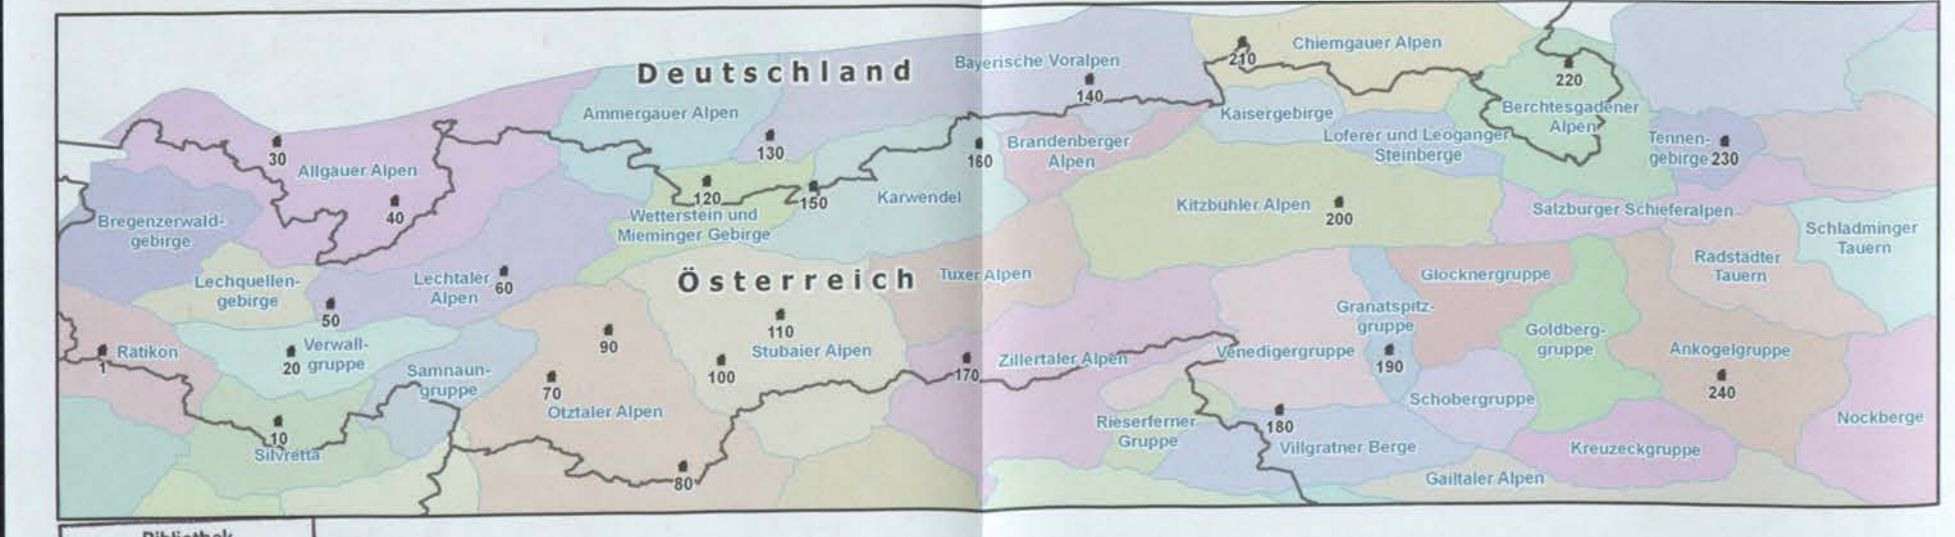 Deutschland
Bayerische Voralpen
140
210
Chiemgauer Alpen
220
Berchtesgadener
Alpen
Ammergauer Alpen
130
30
Allgäuer Alpen
40
120
Wetterstein und
Mieminger Gebirge
150
Karwendel
160
Brandenberger
Alpen
Kaisergebirge
Loferer und Leoganger
Steinberge
Tennen-
gebirge 230
Bregenzerwald-
gebirge
Kitzbühler Alpen
200
Salzburger Schieferalpen
Schladminger
Tauern
Lechquellen-
gebirge
50
Lechtaler
Alpen
60
Österreich
Tuxer Alpen
Glocknergruppe
Radstädter
Tauern
Rätikon
1
Verwall-
20 gruppe
Samnaun-
gruppe
90
70
Ötztaler Alpen
110
Stubaier Alpen
100
170
Zillertaler Alpen
Venedigergruppe
Granatspitz-
gruppe
190
Goldberg-
gruppe
Ankogelgruppe
240
10
Silvretta
80
Rieserferner
Gruppe
180
Villgratner Berge
Schobergruppe
Kreuzeckgruppe
Nockberge
Gailtaler Alpen
Bibliothek